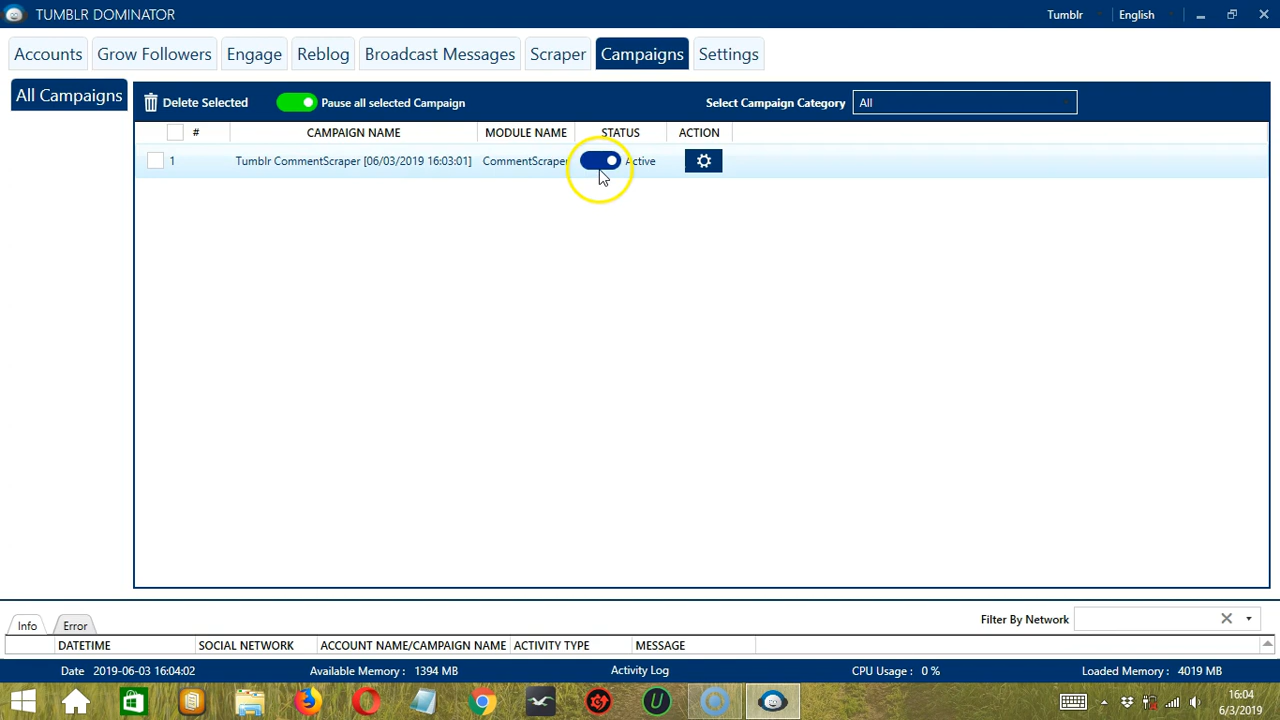 TUMBLR DOMINATOR
Tumblr English
Accounts Grow Followers Engage Reblog Broadcast Messages Scraper Campaigns Settings
All Campaigns
Delete Selected Pause all selected Campaign Select Campaign Category All
# CAMPAIGN NAME MODULE NAME STATUS ACTION
1 Tumblr CommentScraper [06/03/2019 16:03:01] CommentScraper Active
Info Error Filter By Network
DATETIME SOCIAL NETWORK ACCOUNT NAME/CAMPAIGN NAME ACTIVITY TYPE MESSAGE
Date 2019-06-03 16:04:02 Available Memory : 1394 MB Activity Log CPU Usage : 0 % Loaded Memory : 4019 MB
16:04
6/3/2019